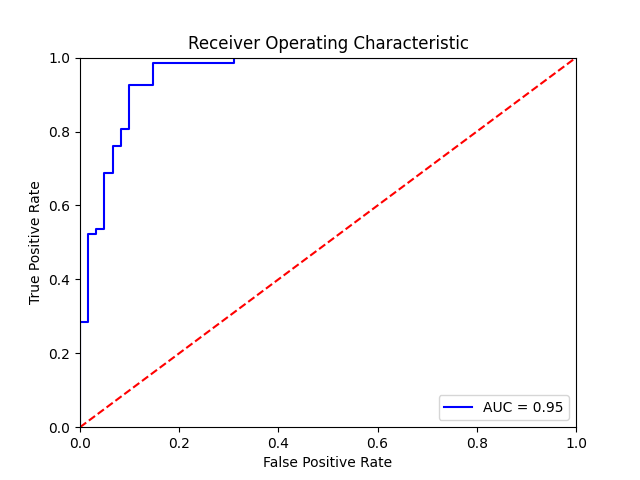 Receiver Operating Characteristic
1.0
0.8
0.6
0.4
0.2
0.0
True Positive Rate
AUC = 0.95
0.0 0.2 0.4 0.6 0.8 1.0
False Positive Rate